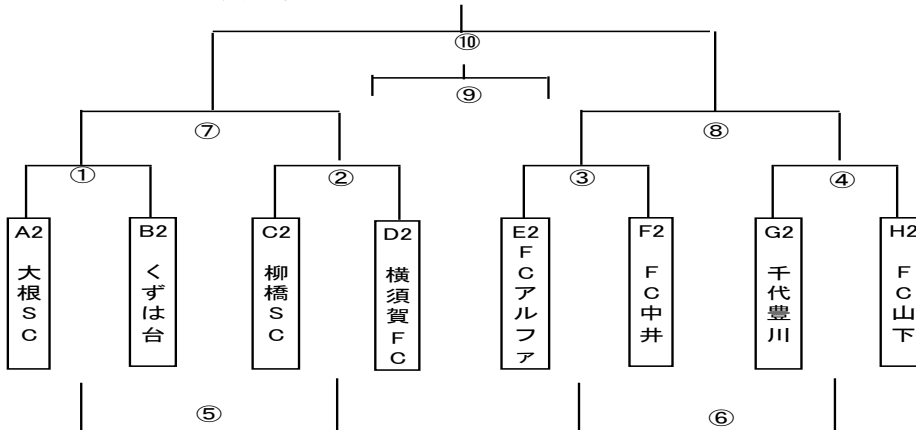 ⑩
⑨
⑦
⑧
①
②
③
④
A2
大根SC
B2
くずは台
C2
柳橋SC
D2
横須賀FC
E2
FCアルファ
F2
FC中井
G2
千代豊川
H2
FC山下
⑤
⑥